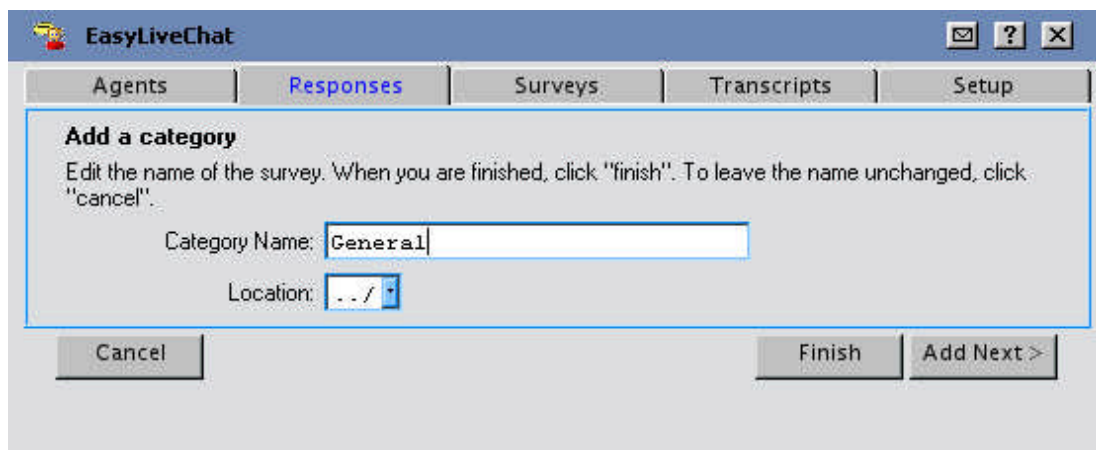 EasyLiveChat ?
Agents Responses Surveys Transcripts Setup
Add a category
Edit the name of the survey. When you are finished, click "finish". To leave the name unchanged, click
"cancel".
Category Name: General
Location: ../
Cancel Finish Add Next >